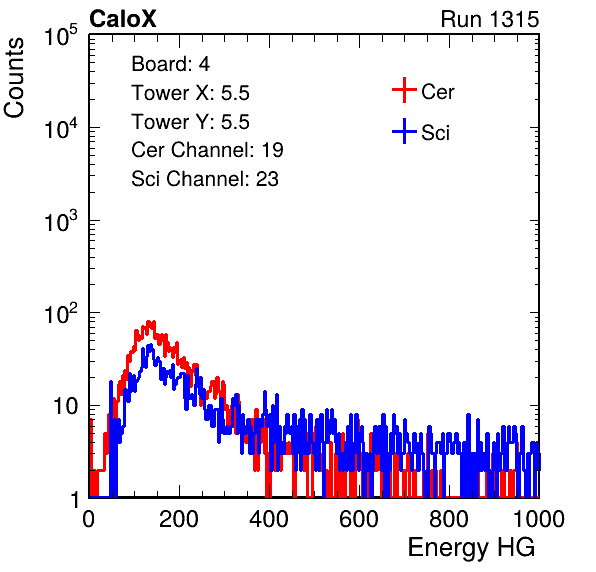 CaloX Run 1315
Counts
10^5
10^4
10^3
10^2
10
1
Board: 4
Tower X: 5.5
Tower Y: 5.5
Cer Channel: 19
Sci Channel: 23
Cer
Sci
0 200 400 600 800 1000
Energy HG